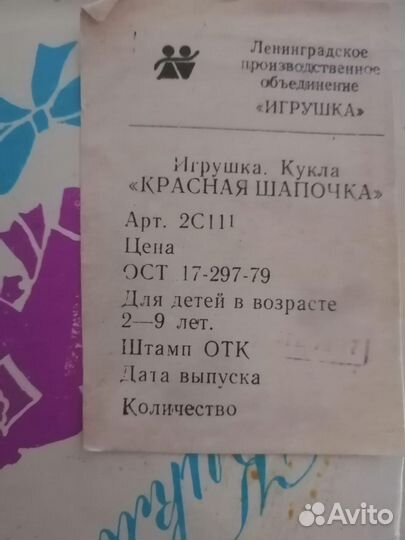 Ленинградское
производственное
объединение
«ИГРУШКА»
Игрушка. Кукла
«КРАСНАЯ ШАПОЧКА»
Арт. 2С111
Цена
ОСТ 17-297-79
Для детей в возрасте
2—9 лет.
Штамп ОТК
Дата выпуска
Количество
Avito